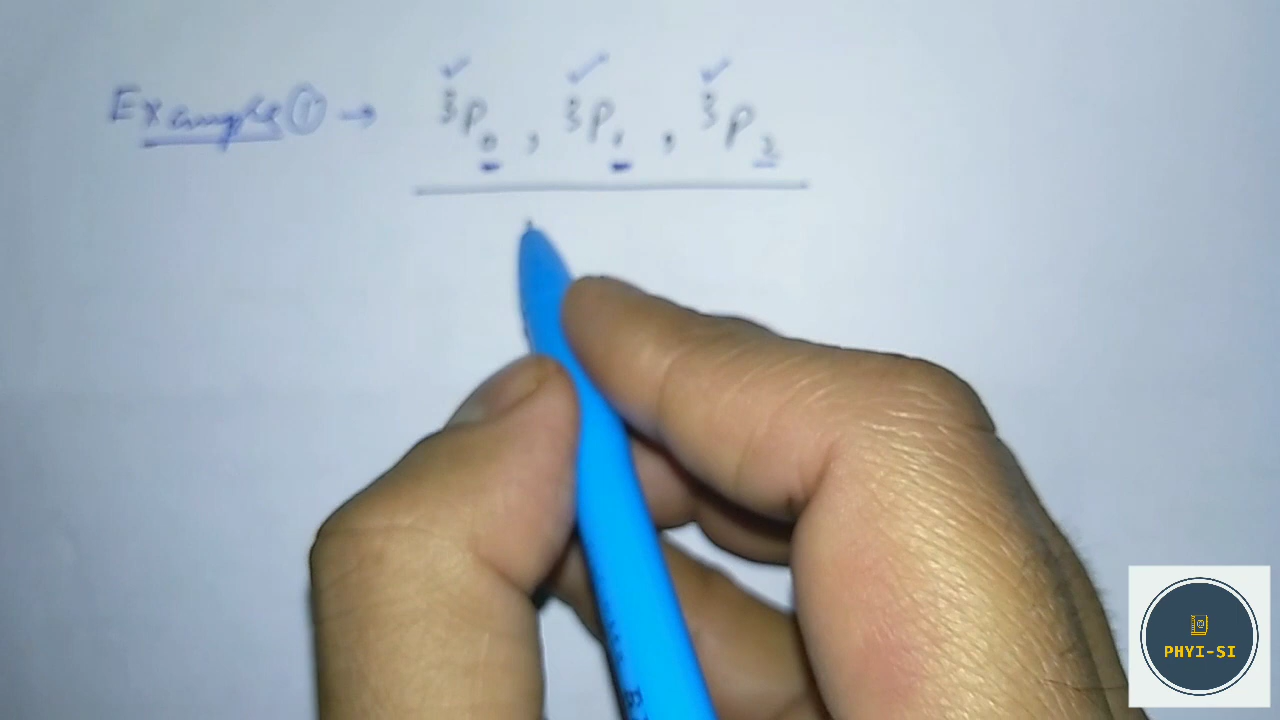 Example ① → ³P₀ , ³P₁ , ³P₂
PHYI-SI